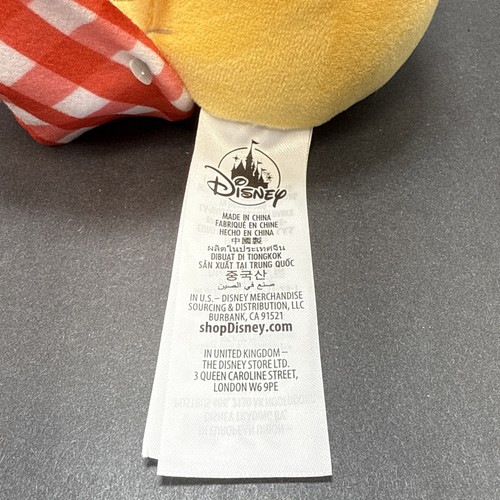 Disney
MADE IN CHINA
FABRIQUÉ EN CHINE
HECHO EN CHINA
中國製
ผลิตในประเทศจีน
DIBUAT DI TIONGKOK
SẢN XUẤT TẠI TRUNG QUỐC
중국산
صنع في الصين
IN U.S.– DISNEY MERCHANDISE
SOURCING & DISTRIBUTION, LLC
BURBANK, CA 91521
shopDisney.com
IN UNITED KINGDOM –
THE DISNEY STORE LTD.
3 QUEEN CAROLINE STREET,
LONDON W6 9PE